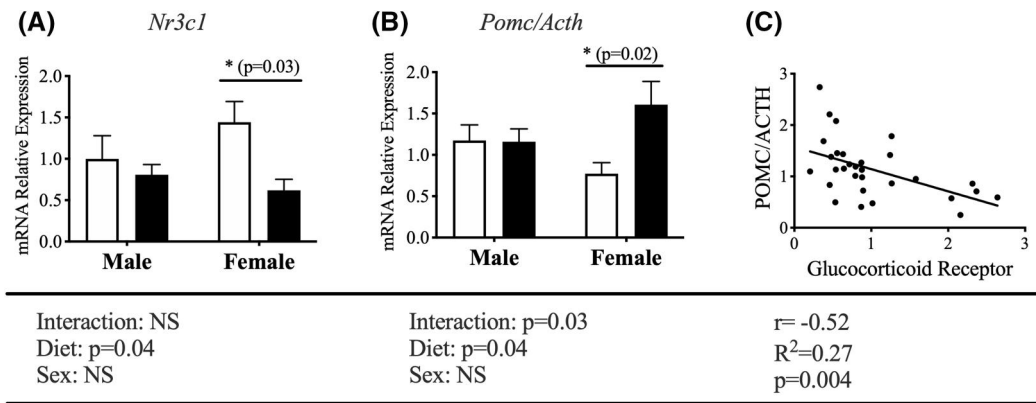 (A)
Nr3c1
* (p=0.03)
mRNA Relative Expression
2.0
1.5
1.0
0.5
0.0
Male
Female
(B)
Pomc/Acth
* (p=0.02)
mRNA Relative Expression
2.0
1.5
1.0
0.5
0.0
Male
Female
(C)
POMC/ACTH
3
2
1
0
0
1
2
3
Glucocorticoid Receptor
Interaction: NS
Diet: p=0.04
Sex: NS
Interaction: p=0.03
Diet: p=0.04
Sex: NS
r= -0.52
R²=0.27
p=0.004